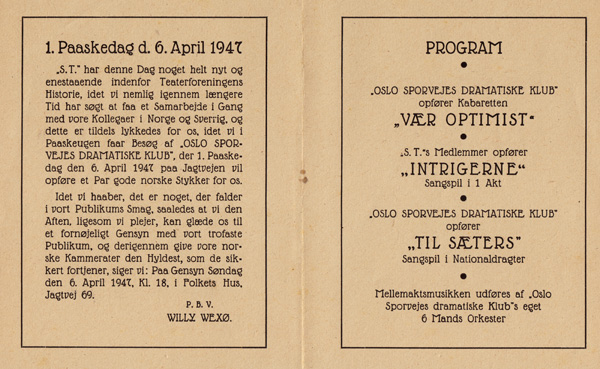 1. Paaskedag d. 6. April 1947
„S.T.” har denne Dag noget helt nyt og
enestaaende indenfor Teaterforeningens
Historie, idet vi nemlig igennem længere
Tid har søgt at faa et Samarbejde i Gang
med vore Kollegaer i Norge og Sverrig, og
dette er tildels lykkedes for os, idet vi i
Paaskeugen faar Besøg af „OSLO SPOR-
VEJES DRAMATISKE KLUB”, der 1. Paaske-
dag den 6. April 1947 paa Jagtvejen vil
opføre et Par gode norske Stykker for os.
Idet vi haaber, det er noget, der falder
i vort Publikums Smag, saaledes at vi den
Aften, ligesom vi plejer, kan glæde os til
et fornøjeligt Gensyn med vort trofaste
Publikum, og derigennem give vore nor-
ske Kammerater den Hyldest, som de sik-
kert fortjener, siger vi: Paa Gensyn Søndag
den 6. April 1947, Kl. 18, i Folkets Hus,
Jagtvej 69.
P. B. V.
WILLY WEXØ.
PROGRAM
„OSLO SPORVEJES DRAMATISKE KLUB”
opfører Kabaretten
„VÆR OPTIMIST“
„S. T.“s Medlemmer opfører
„INTRIGERNE“
Sangspil i 1 Akt
„OSLO SPORVEJES DRAMATISKE KLUB”
opfører
„TIL SÆTERS”
Sangspil i Nationaldragter
Mellemaktsmusikken udføres af „Oslo
Sporvejes dramatiske Klub“s eget
6 Mands Orkester